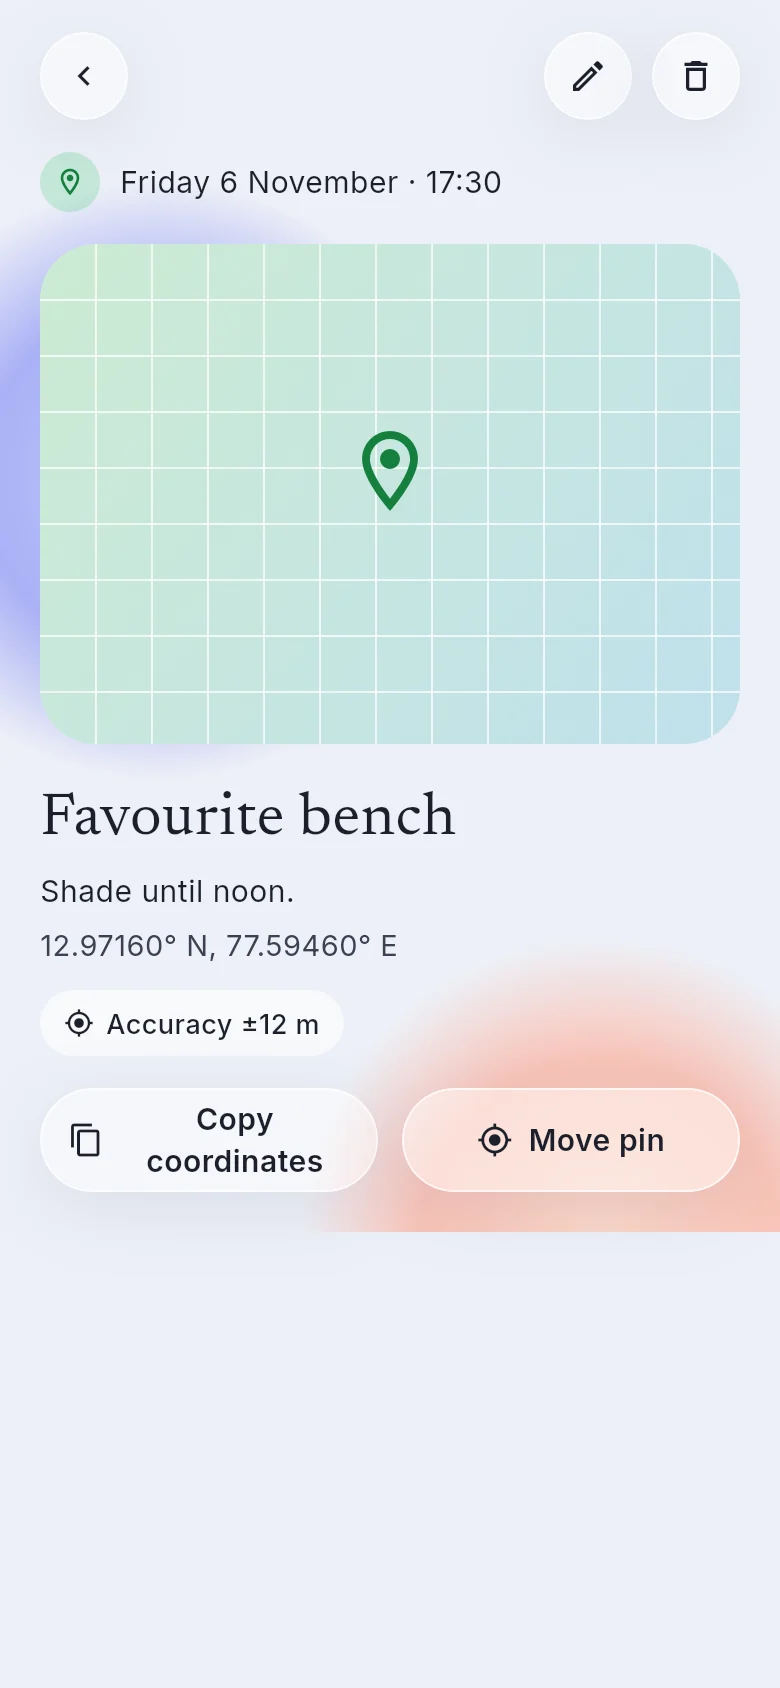 Friday 6 November · 17:30
Favourite bench
Shade until noon.
12.97160° N, 77.59460° E
Accuracy ±12 m
Copy
coordinates
Move pin